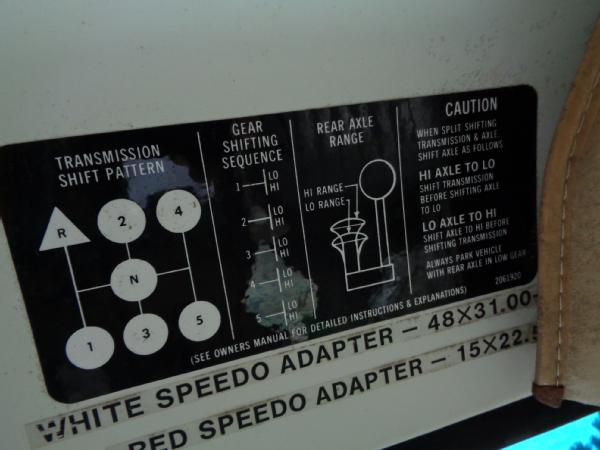 TRANSMISSION
SHIFT PATTERN
R
2
4
N
1
3
5
GEAR
SHIFTING
SEQUENCE
1 LO
HI
2 LO
HI
3 LO
HI
4 LO
HI
5 LO
HI
REAR AXLE
RANGE
HI RANGE
LO RANGE
CAUTION
WHEN SPLIT SHIFTING
TRANSMISSION & AXLE
SHIFT AXLE AS FOLLOWS
HI AXLE TO LO
SHIFT TRANSMISSION
BEFORE SHIFTING AXLE
TO LO
LO AXLE TO HI
SHIFT AXLE TO HI BEFORE
SHIFTING TRANSMISSION
ALWAYS PARK VEHICLE
WITH REAR AXLE IN LOW GEAR
2061920
(SEE OWNERS MANUAL FOR DETAILED INSTRUCTIONS & EXPLANATIONS)
WHITE SPEEDO ADAPTER - 48X31.00-
RED SPEEDO ADAPTER - 15X22.5